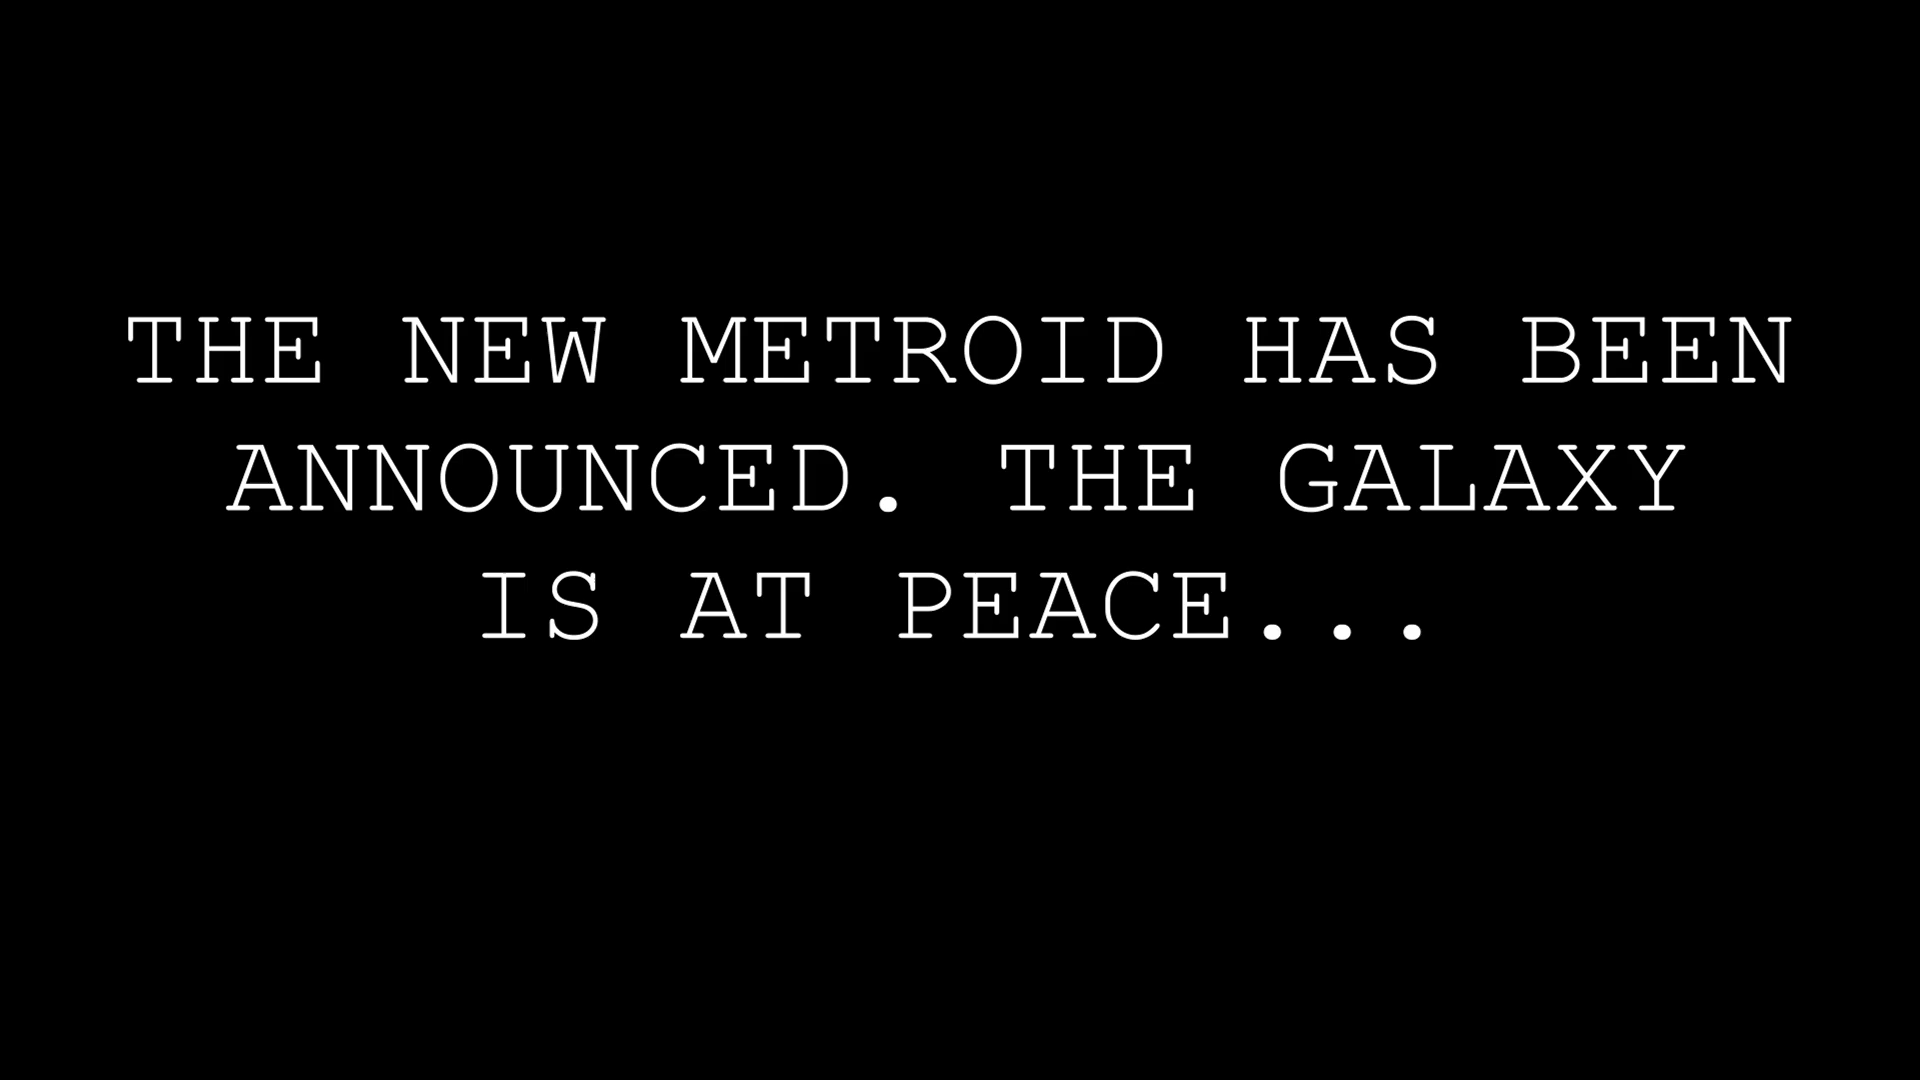 THE NEW METROID HAS BEEN
ANNOUNCED. THE GALAXY
IS AT PEACE...